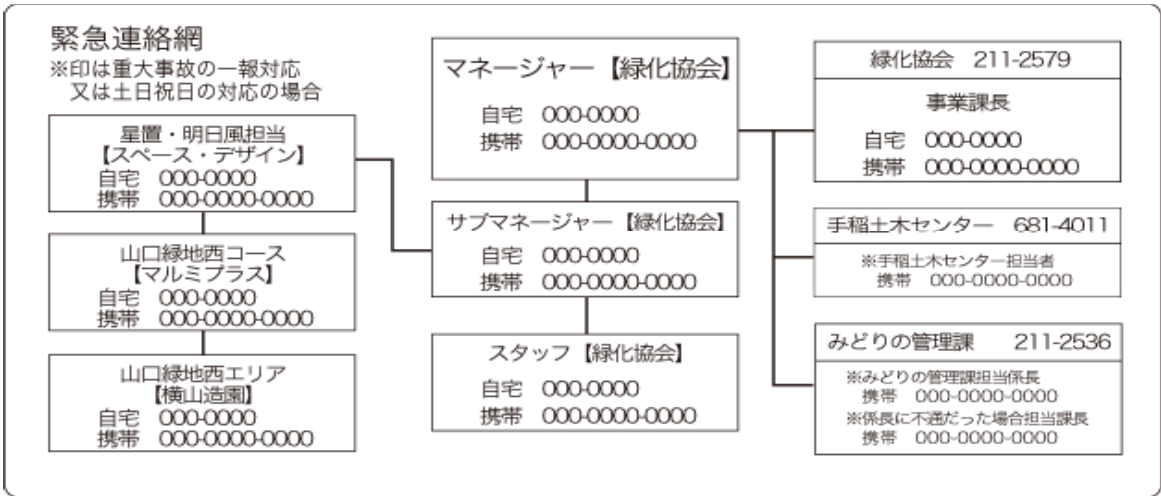 緊急連絡網
※印は重大事故の一報対応
又は土日祝日の対応の場合
星置・明日風担当
【スペース・デザイン】
自宅 000-0000
携帯 000-0000-0000
山口緑地西コース
【マルミプラス】
自宅 000-0000
携帯 000-0000-0000
山口緑地西エリア
【横山造園】
自宅 000-0000
携帯 000-0000-0000
マネージャー【緑化協会】
自宅 000-0000
携帯 000-0000-0000
サブマネージャー【緑化協会】
自宅 000-0000
携帯 000-0000-0000
スタッフ【緑化協会】
自宅 000-0000
携帯 000-0000-0000
緑化協会 211-2579
事業課長
自宅 000-0000
携帯 000-0000-0000
手稲土木センター 681-4011
※手稲土木センター担当者
携帯 000-0000-0000
みどりの管理課 211-2536
※みどりの管理課担当係長
携帯 000-0000-0000
※係長に不通だった場合担当課長
携帯 000-0000-0000